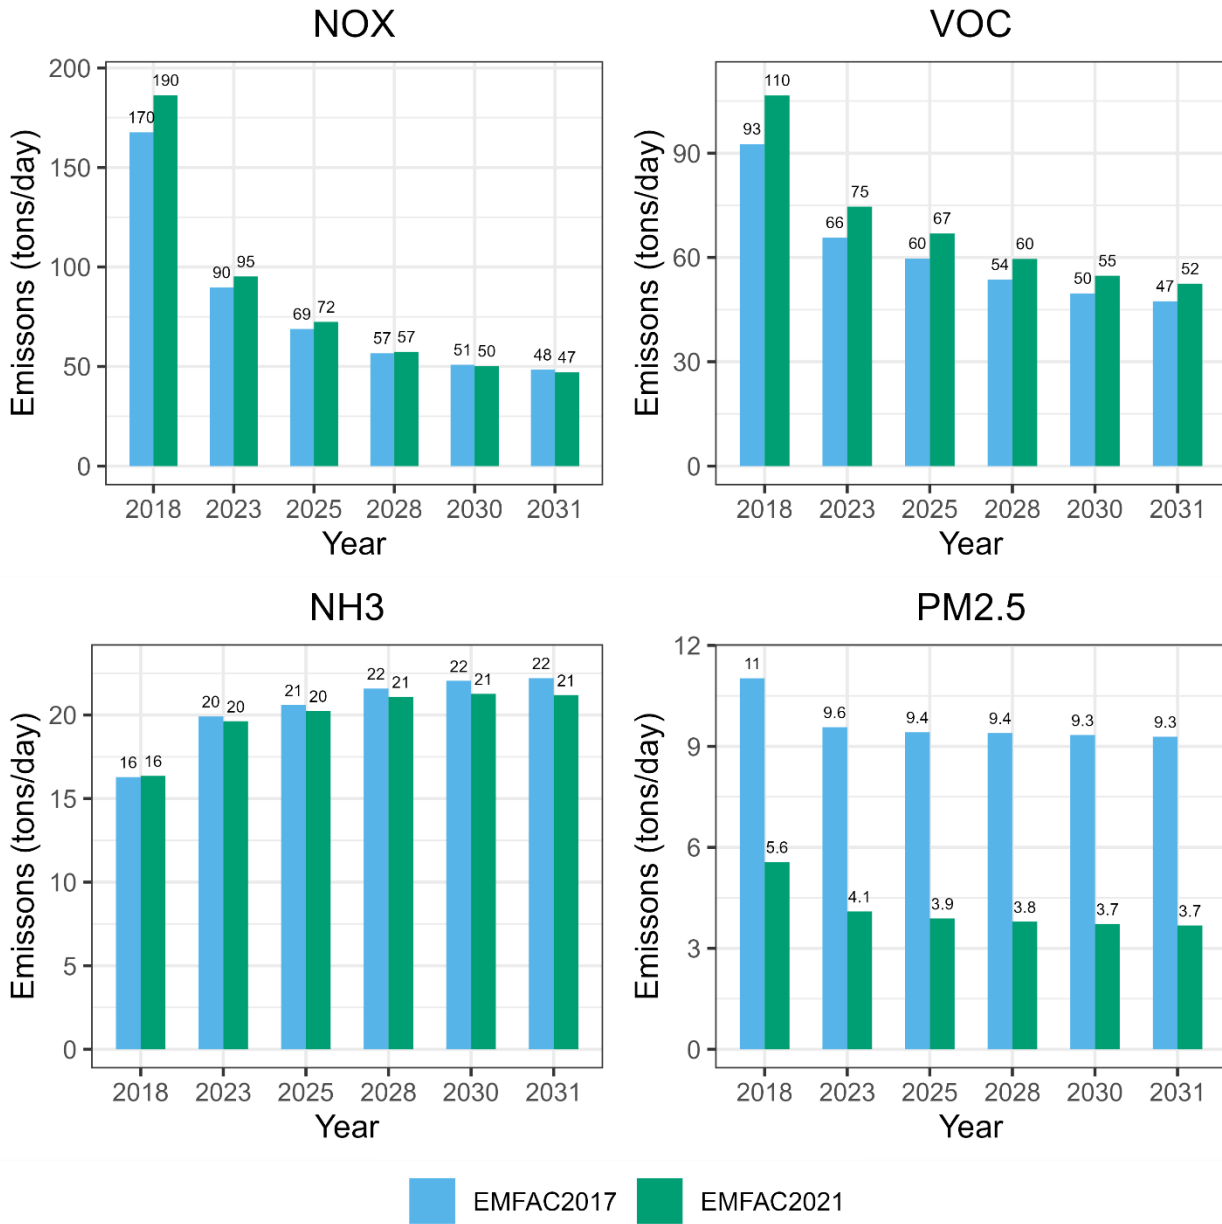 NOX
Emissons (tons/day)
200
150
100
50
0
170 190
90 95
69 72
57 57
51 50
48 47
2018 2023 2025 2028 2030 2031
Year
VOC
Emissons (tons/day)
90
60
30
0
93 110
66 75
60 67
54 60
50 55
47 52
2018 2023 2025 2028 2030 2031
Year
NH3
Emissons (tons/day)
20
15
10
5
0
16 16
20 20
21 20
22 21
22 21
22 21
2018 2023 2025 2028 2030 2031
Year
PM2.5
Emissons (tons/day)
12
9
6
3
0
11 5.6
9.6 4.1
9.4 3.9
9.4 3.8
9.3 3.7
9.3 3.7
2018 2023 2025 2028 2030 2031
Year
EMFAC2017 EMFAC2021